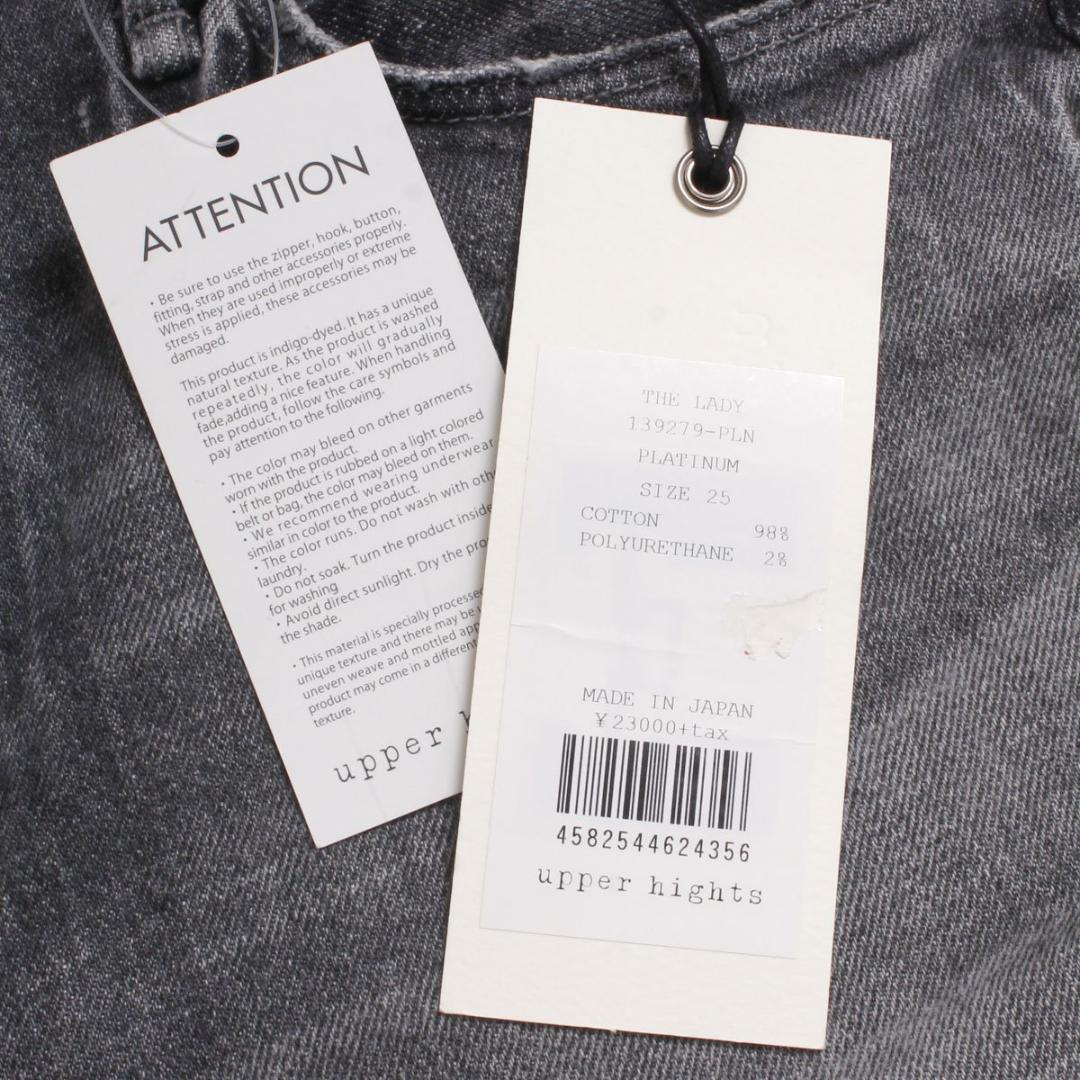 ATTENTION
• Be sure to use the zipper, hook, button,
fitting, strap and other accessories properly.
When they are used improperly or extreme
stress is applied, these accessories may be
damaged.
This product is indigo-dyed. It has a unique
natural texture. As the product is washed
repeatedly, the color will gradually
fade,adding a nice feature. When handling
the product, follow the care symbols and
pay attention to the following.
• The color may bleed on other garments
worn with the product.
• If the product is rubbed on a light colored
belt or bag, the color may bleed on them.
• We recommend wearing underwear
similar in color to the product.
• The color runs. Do not wash with
laundry.
• Do not soak. Turn the product inside
for washing
• Avoid direct sunlight. Dry the
the shade.
• This material is specially
unique texture and there may be
uneven weave and mottled
product may come in a different
texture.
upper
THE LADY
139279-PLN
PLATINUM
SIZE 25
COTTON 98%
POLYURETHANE 2%
MADE IN JAPAN
¥23000+tax
4582544624356
upper hights